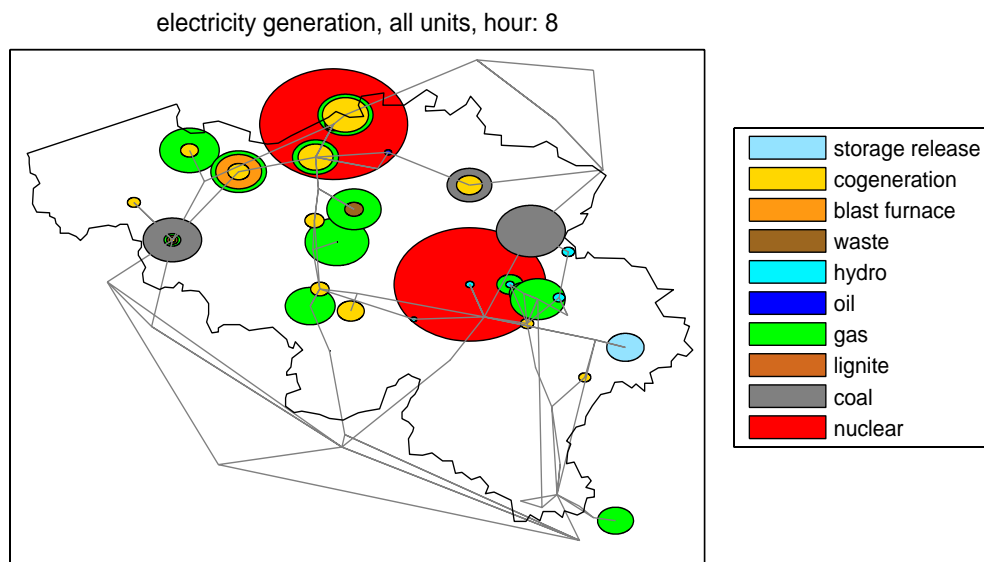 electricity generation, all units, hour: 8
storage release
cogeneration
blast furnace
waste
hydro
oil
gas
lignite
coal
nuclear